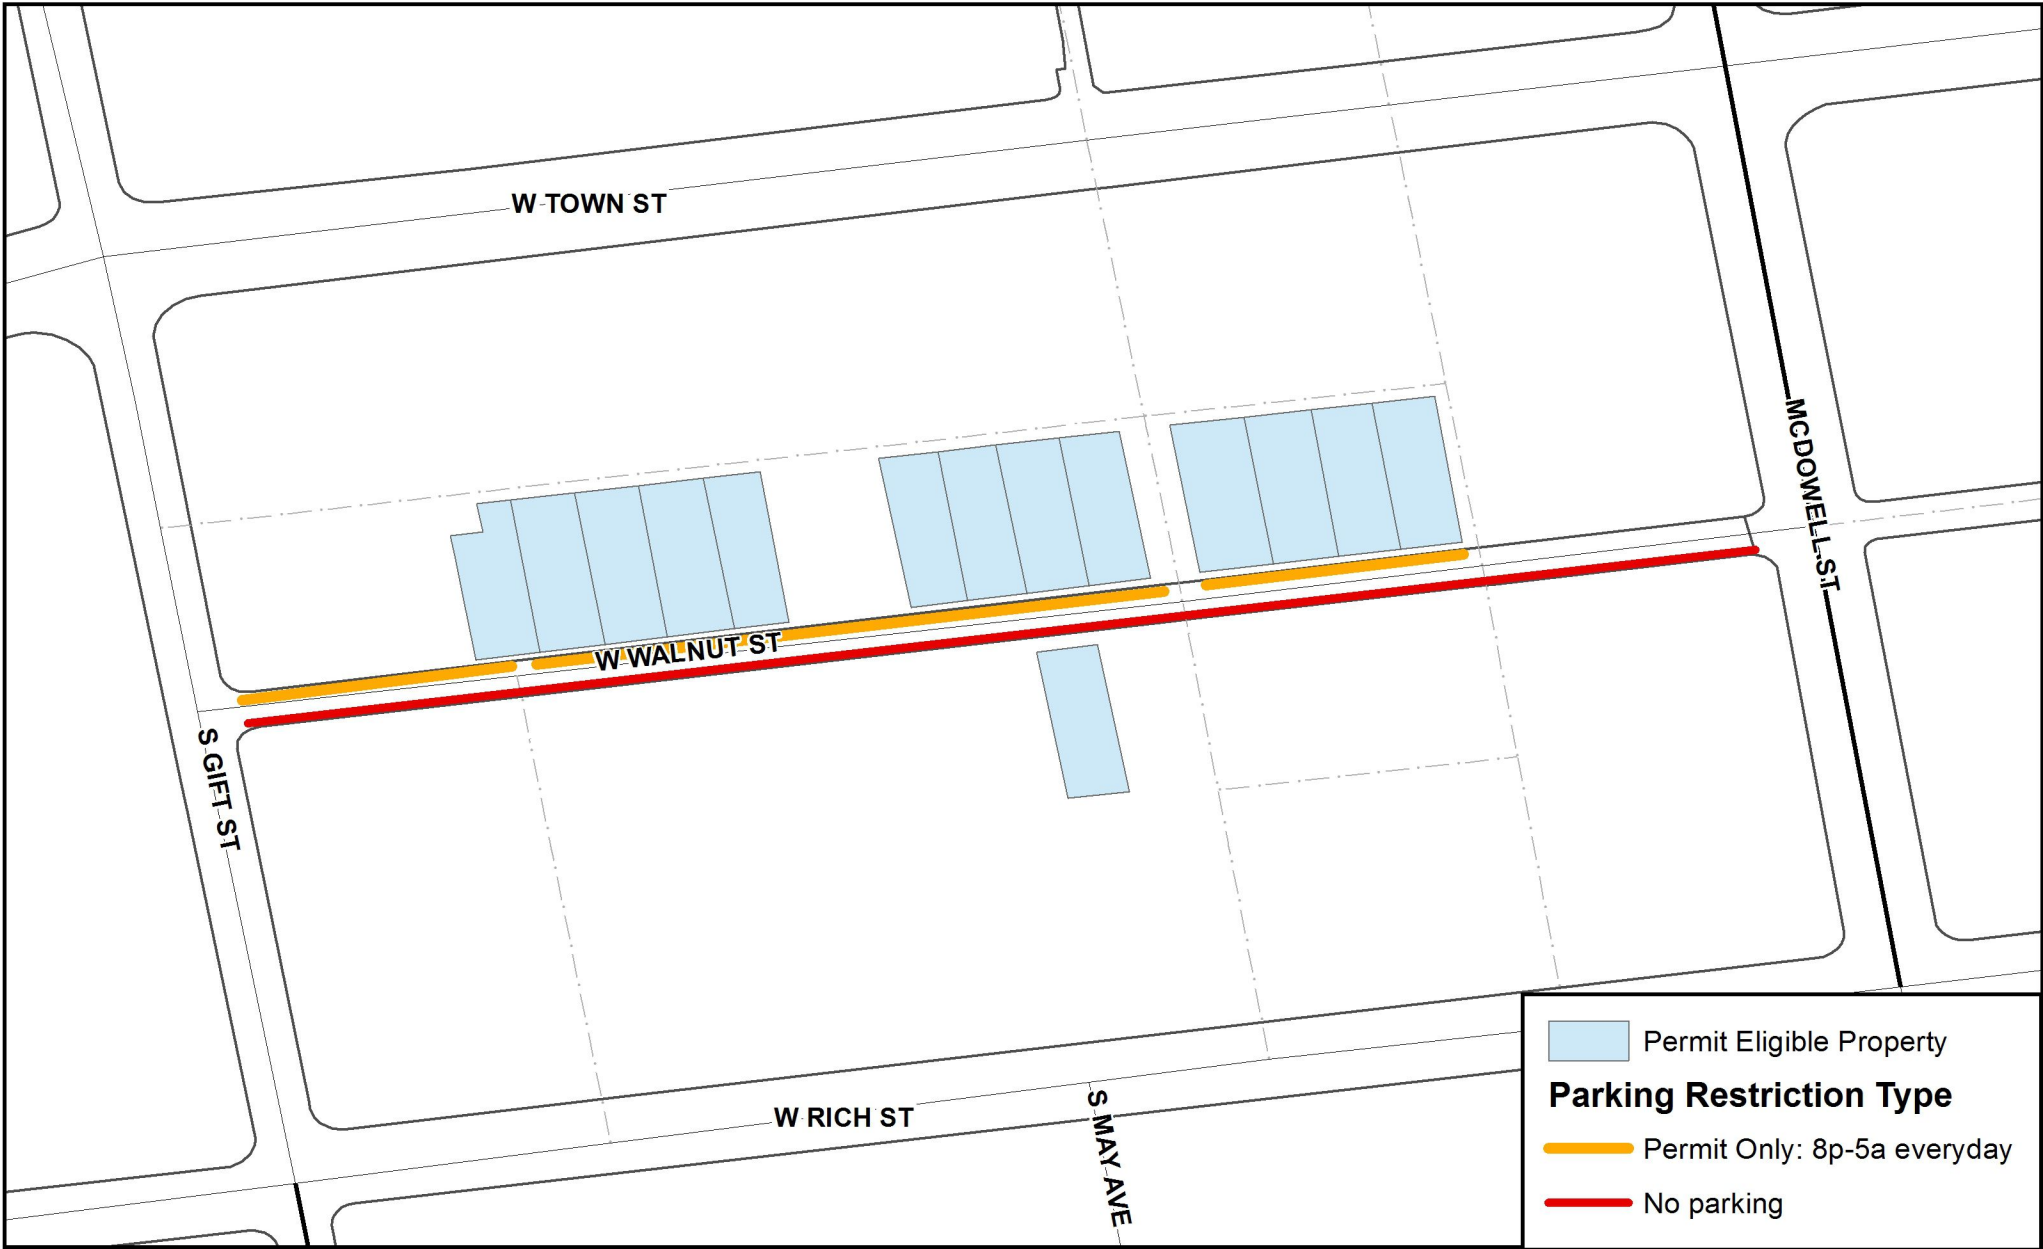 W TOWN ST
MCDOWELL ST
W WALNUT ST
S GIFT ST
W RICH ST
S MAY AVE
Permit Eligible Property
Parking Restriction Type
Permit Only: 8p-5a everyday
No parking